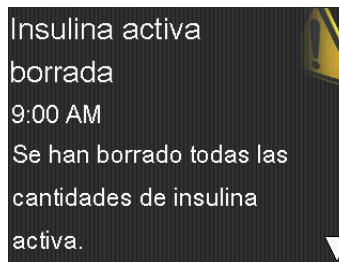 Insulina activa
borrada
9:00 AM
Se han borrado todas las
cantidades de insulina
activa.